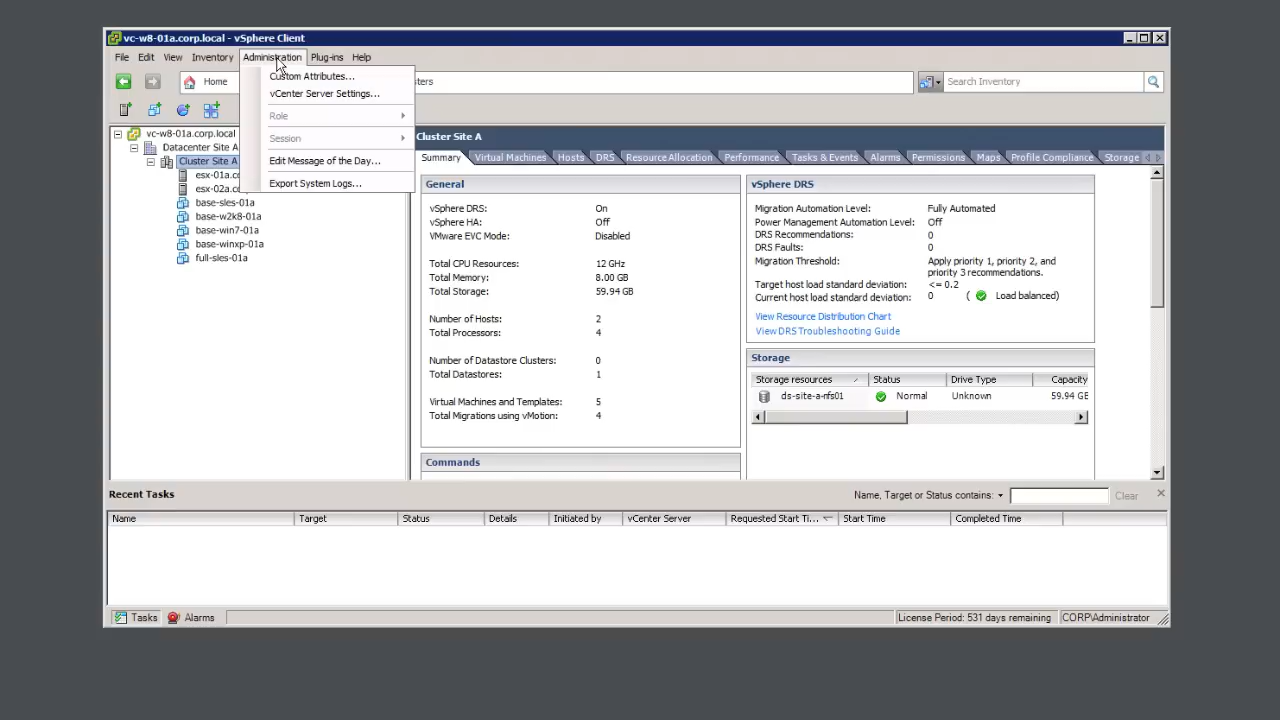 vc-w8-01a.corp.local - vSphere Client
File Edit View Inventory Administration Plug-ins Help
Custom Attributes...
vCenter Server Settings...
Role
Session
Edit Message of the Day...
Export System Logs...
Home
Search Inventory
vc-w8-01a.corp.local
Datacenter Site A
Cluster Site A
esx-01a.
esx-02a.
base-sles-01a
base-w2k8-01a
base-win7-01a
base-winxp-01a
full-sles-01a
Cluster Site A
Summary Virtual Machines Hosts DRS Resource Allocation Performance Tasks & Events Alarms Permissions Maps Profile Compliance Storage
General
vSphere DRS: On
vSphere HA: Off
VMware EVC Mode: Disabled
Total CPU Resources: 12 GHz
Total Memory: 8.00 GB
Total Storage: 59.94 GB
Number of Hosts: 2
Total Processors: 4
Number of Datastore Clusters: 0
Total Datastores: 1
Virtual Machines and Templates: 5
Total Migrations using vMotion: 4
Commands
vSphere DRS
Migration Automation Level: Fully Automated
Power Management Automation Level: Off
DRS Recommendations: 0
DRS Faults: 0
Migration Threshold: Apply priority 1, priority 2, and
priority 3 recommendations.
Target host load standard deviation: <= 0.2
Current host load standard deviation: 0 ( Load balanced)
View Resource Distribution Chart
View DRS Troubleshooting Guide
Storage
Storage resources Status Drive Type Capacity
ds-site-a-nfs01 Normal Unknown 59.94 GE
Recent Tasks
Name, Target or Status contains: Clear
Name Target Status Details Initiated by vCenter Server Requested Start Ti... Start Time Completed Time
Tasks Alarms License Period: 531 days remaining CORP\Administrator